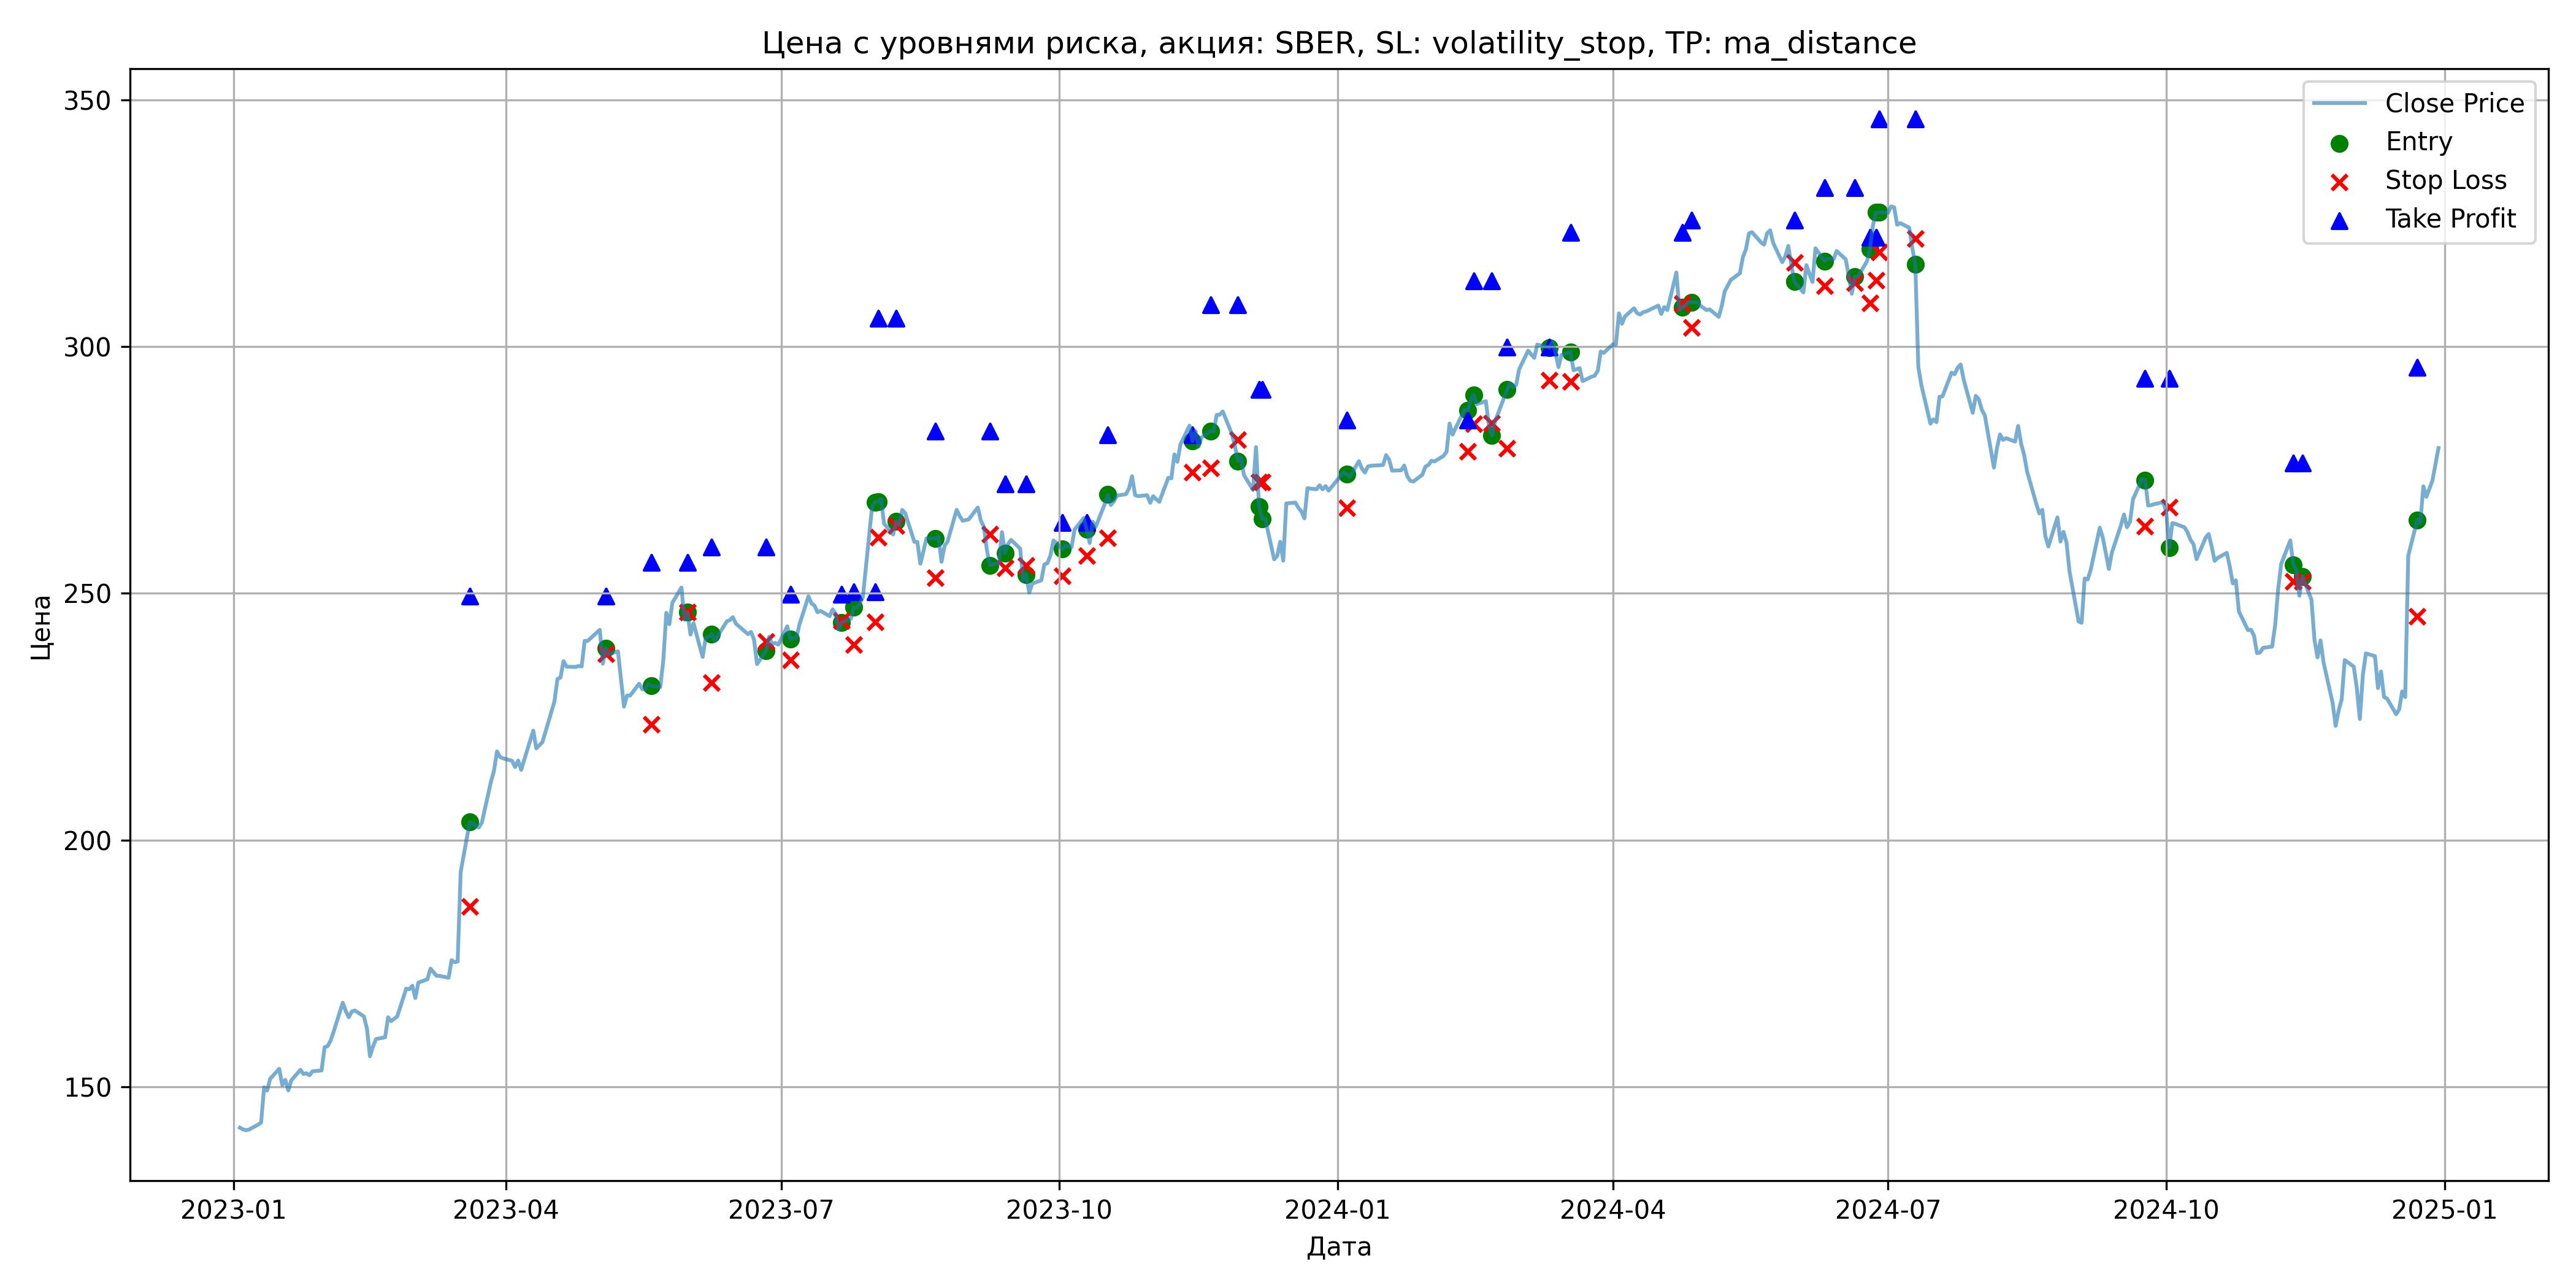 Цена с уровнями риска, акция: SBER, SL: volatility_stop, TP: ma_distance
Close Price
Entry
Stop Loss
Take Profit
350
300
250
200
150
Цена
2023-01
2023-04
2023-07
2023-10
2024-01
2024-04
2024-07
2024-10
2025-01
Дата